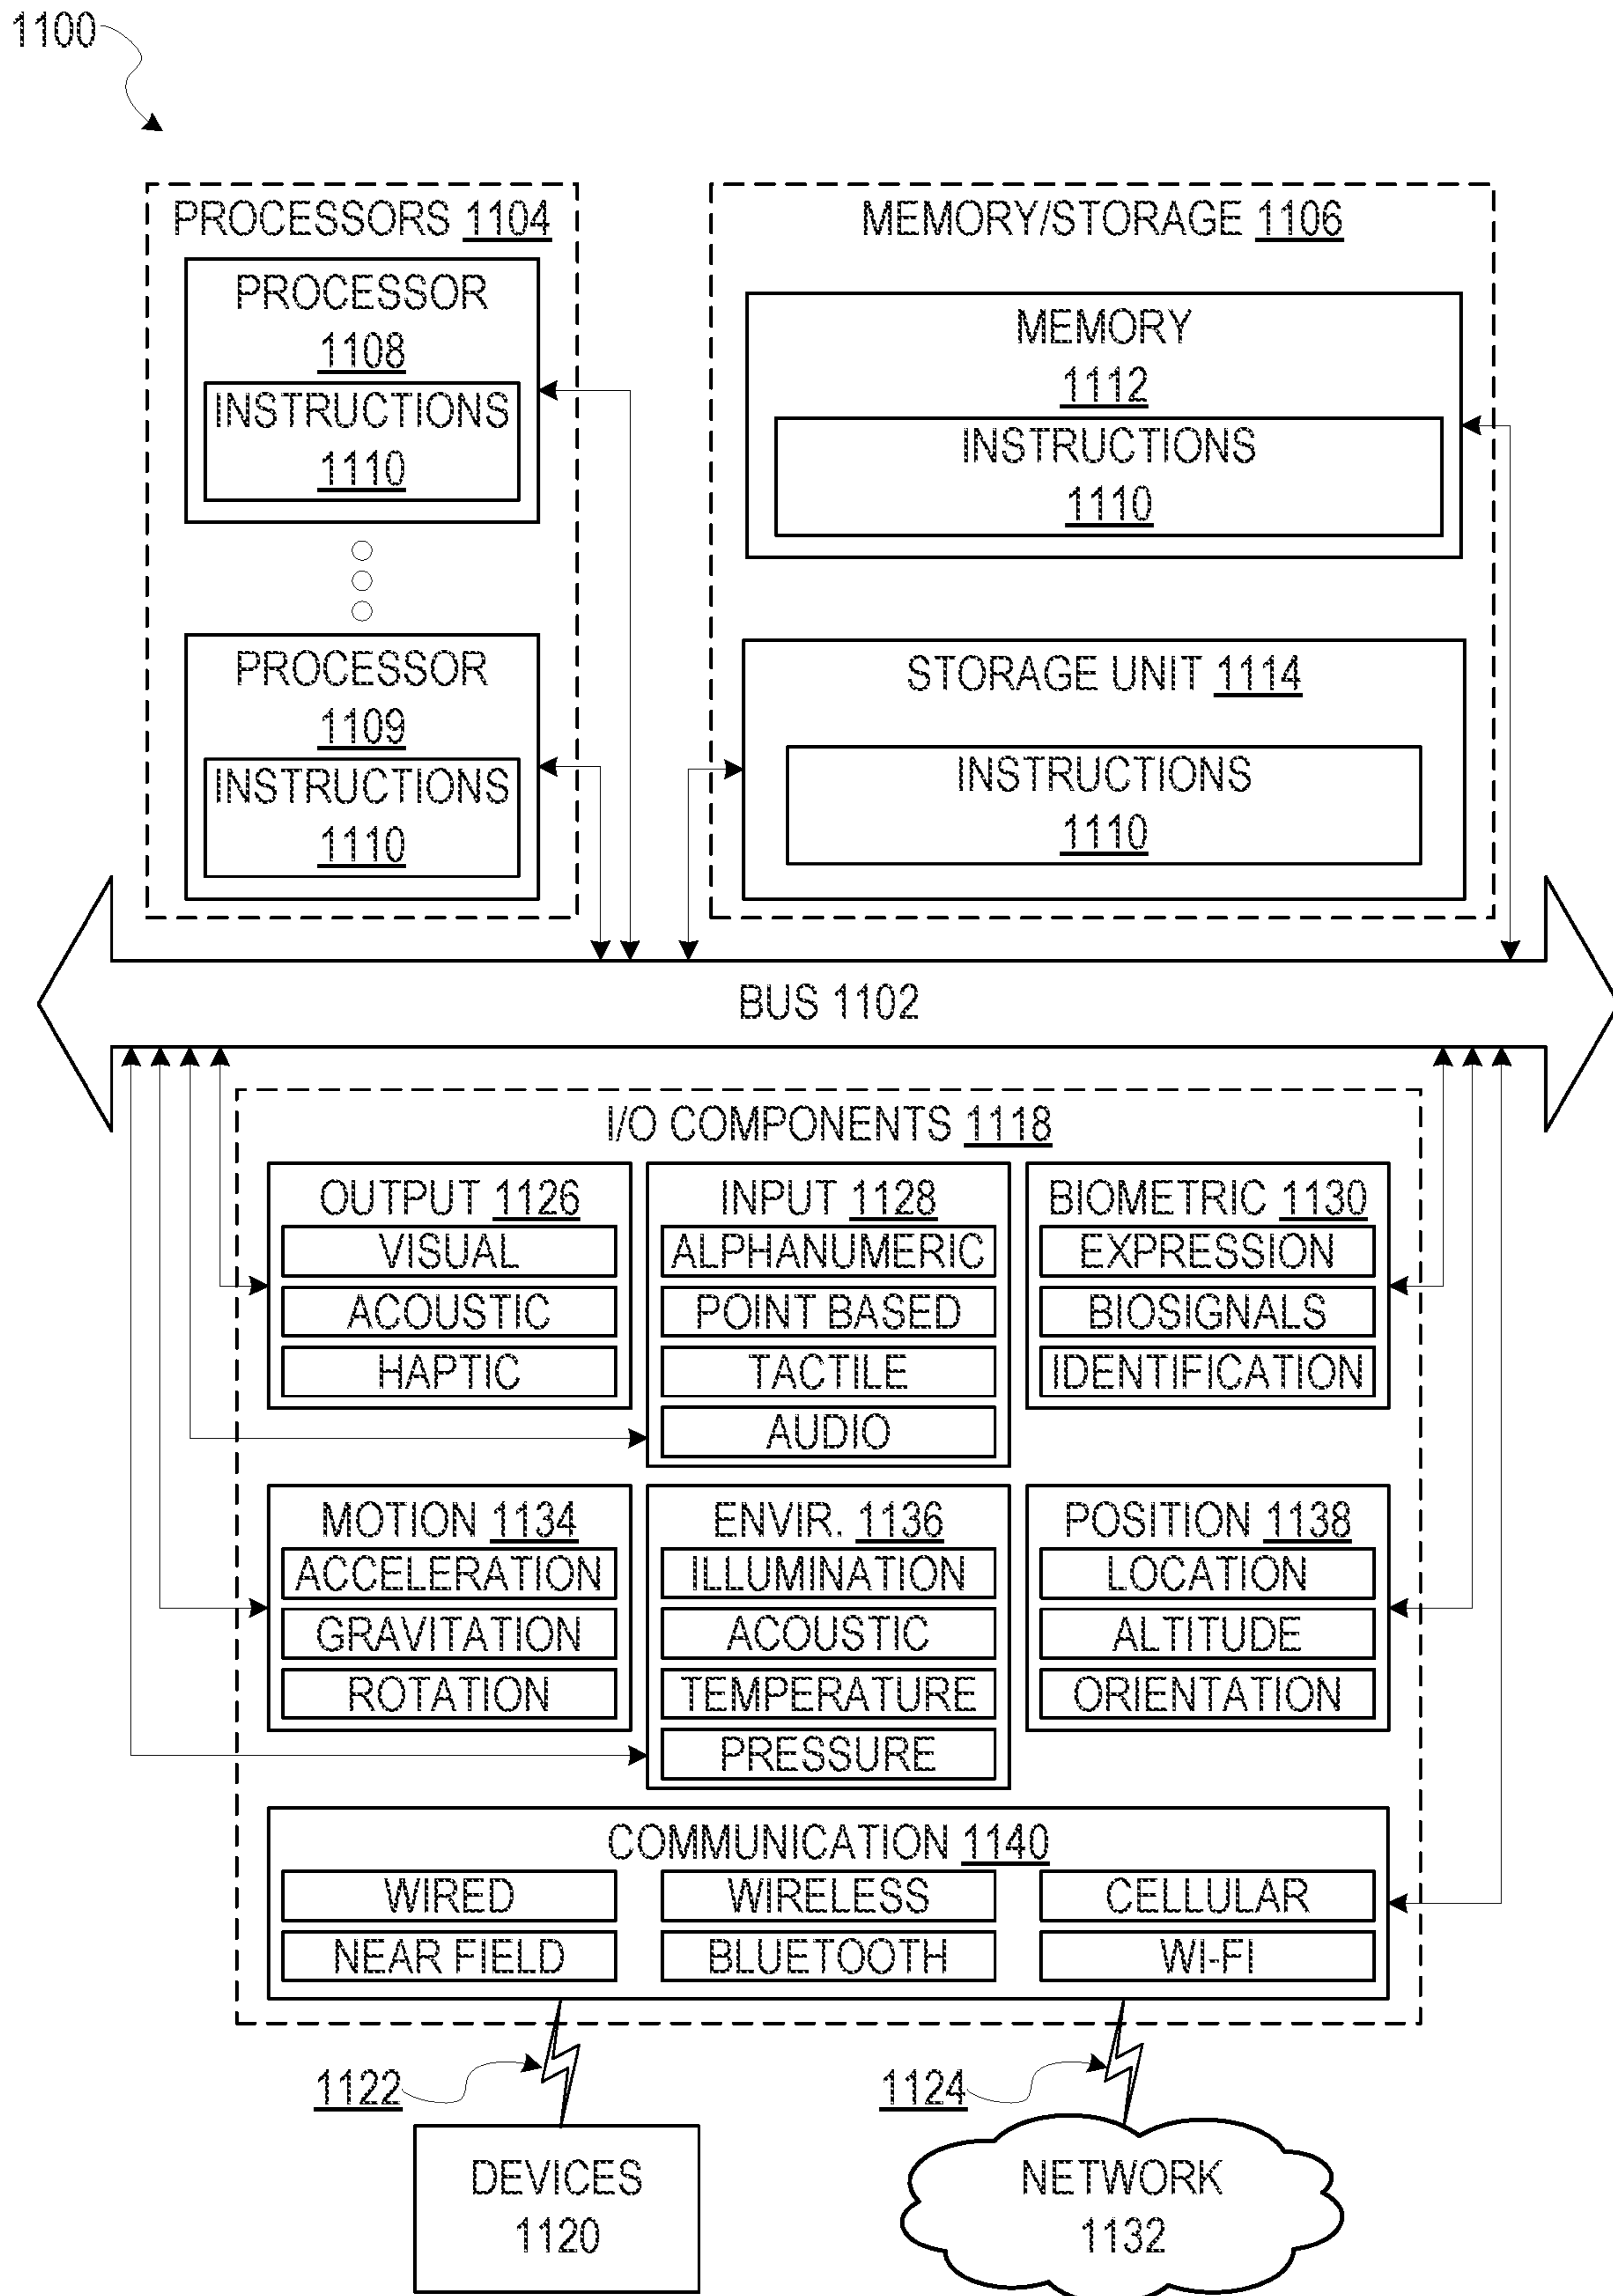 1100
PROCESSORS 1104
PROCESSOR
1108
INSTRUCTIONS
1110
PROCESSOR
1109
INSTRUCTIONS
1110
MEMORY/STORAGE 1106
MEMORY
1112
INSTRUCTIONS
1110
STORAGE UNIT 1114
INSTRUCTIONS
1110
BUS 1102
I/O COMPONENTS 1118
OUTPUT 1126
VISUAL
ACOUSTIC
HAPTIC
INPUT 1128
ALPHANUMERIC
POINT BASED
TACTILE
AUDIO
BIOMETRIC 1130
EXPRESSION
BIOSIGNALS
IDENTIFICATION
MOTION 1134
ACCELERATION
GRAVITATION
ROTATION
ENVIR. 1136
ILLUMINATION
ACOUSTIC
TEMPERATURE
PRESSURE
POSITION 1138
LOCATION
ALTITUDE
ORIENTATION
COMMUNICATION 1140
WIRED
WIRELESS
CELLULAR
NEAR FIELD
BLUETOOTH
WI-FI
1122
1124
DEVICES
1120
NETWORK
1132